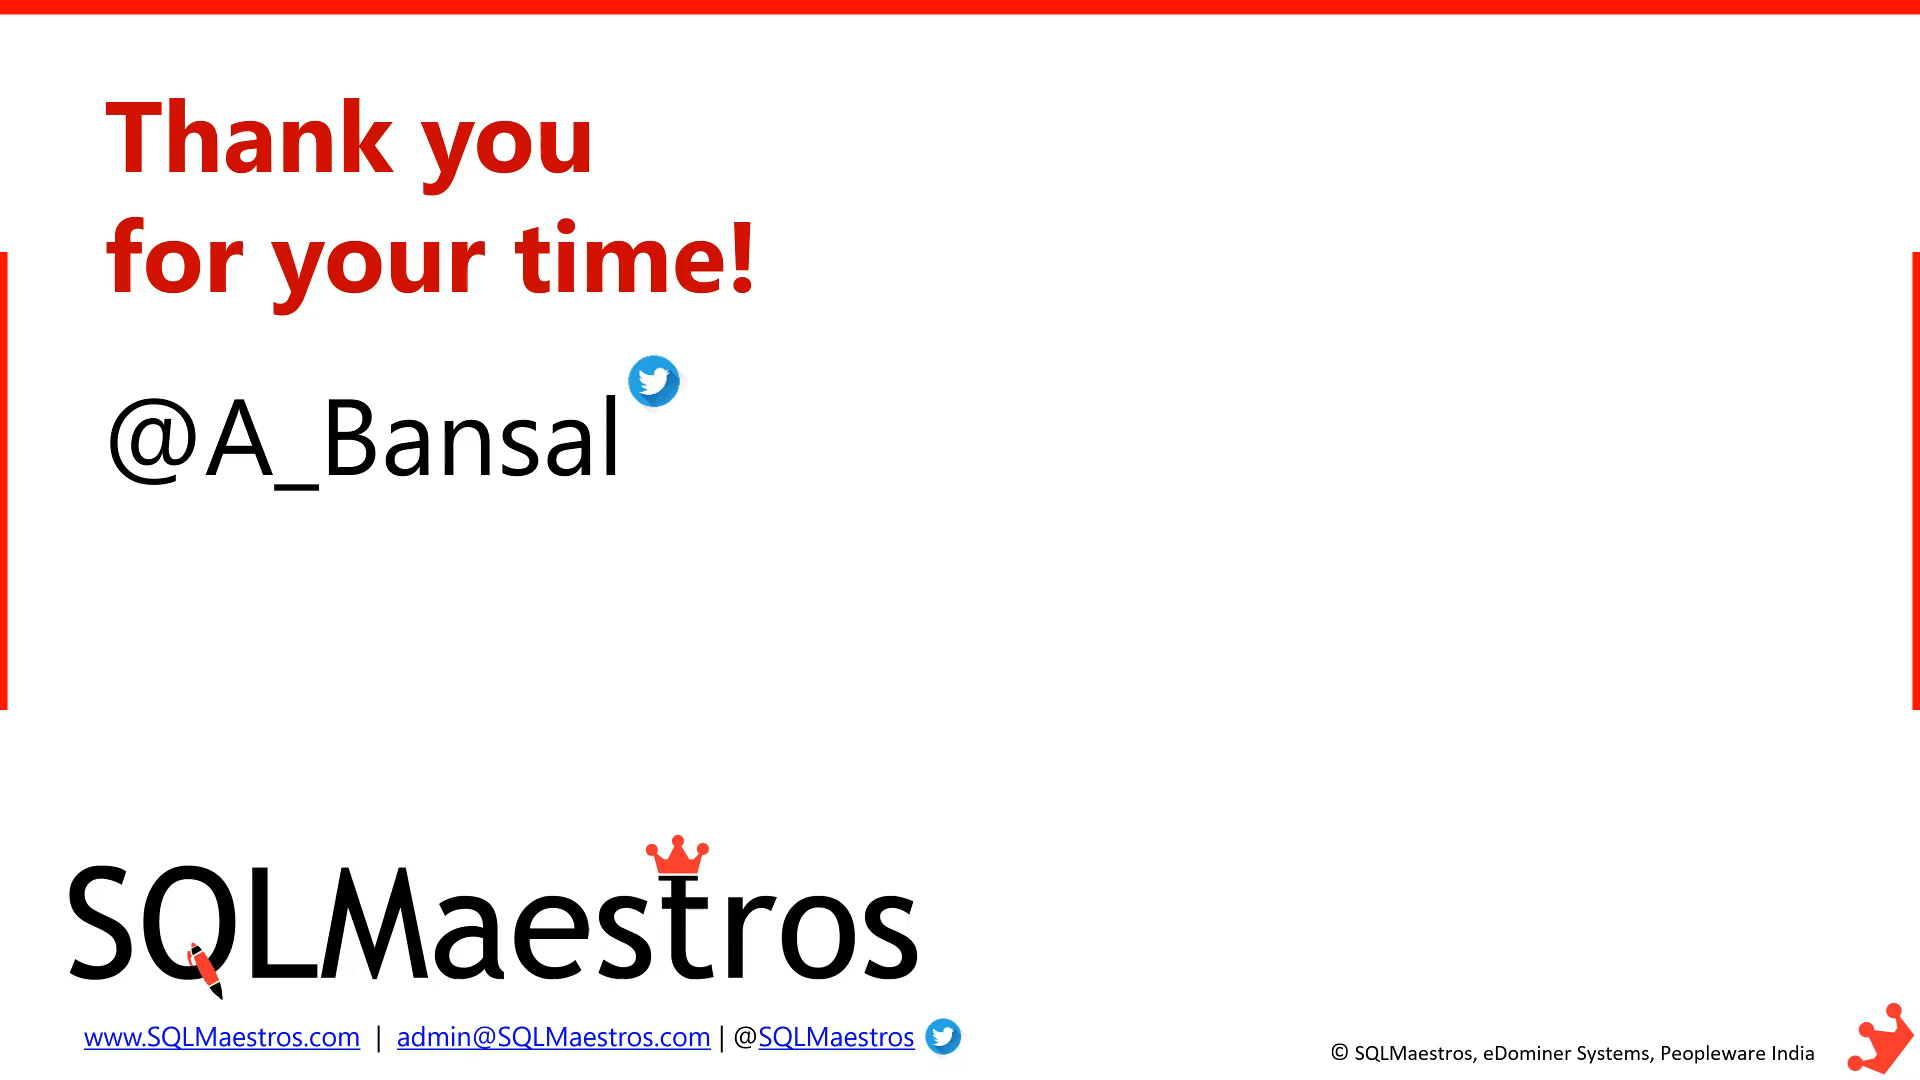 Thank you
for your time!
@A_Bansal
SQLMaestros
www.SQLMaestros.com | admin@SQLMaestros.com | @SQLMaestros
© SQLMaestros, eDominer Systems, Peopleware India